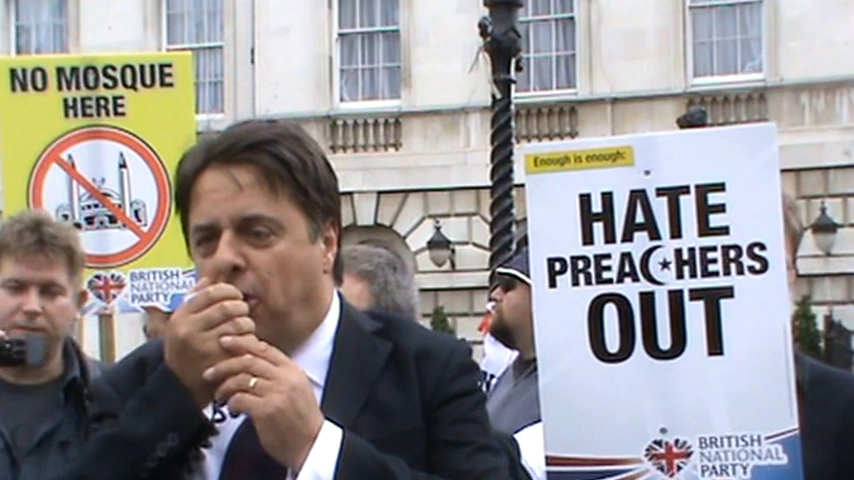 NO MOSQUE
HERE
BRITISH
NATIONAL
PARTY
Enough is enough:
HATE
PREACHERS
OUT
BRITISH
NATIONAL
PARTY